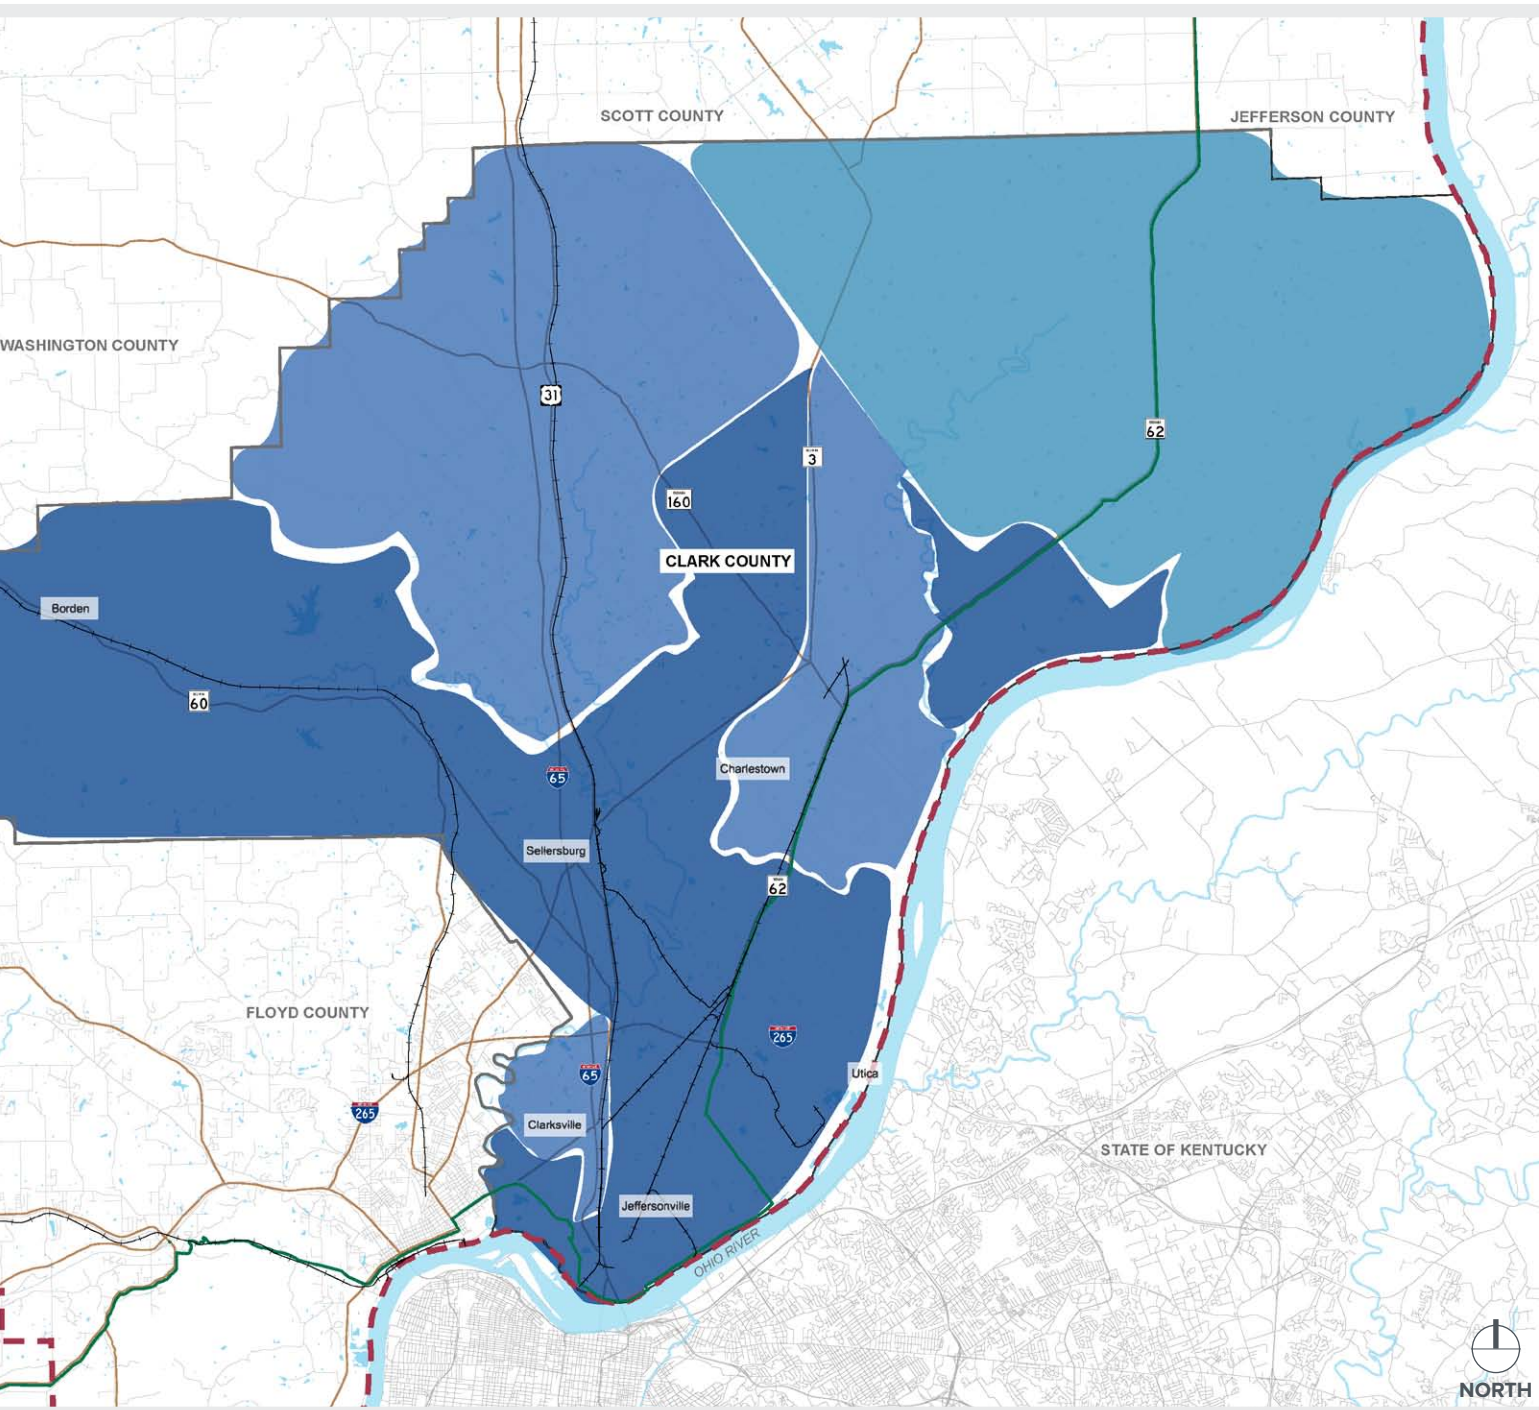 SCOTT COUNTY
JEFFERSON COUNTY
WASHINGTON COUNTY
31
62
3
160
CLARK COUNTY
Borden
60
Charlestown
65
Sellersburg
62
FLOYD COUNTY
265
65
Utica
265
Clarksville
STATE OF KENTUCKY
Jeffersonville
OHIO RIVER
NORTH